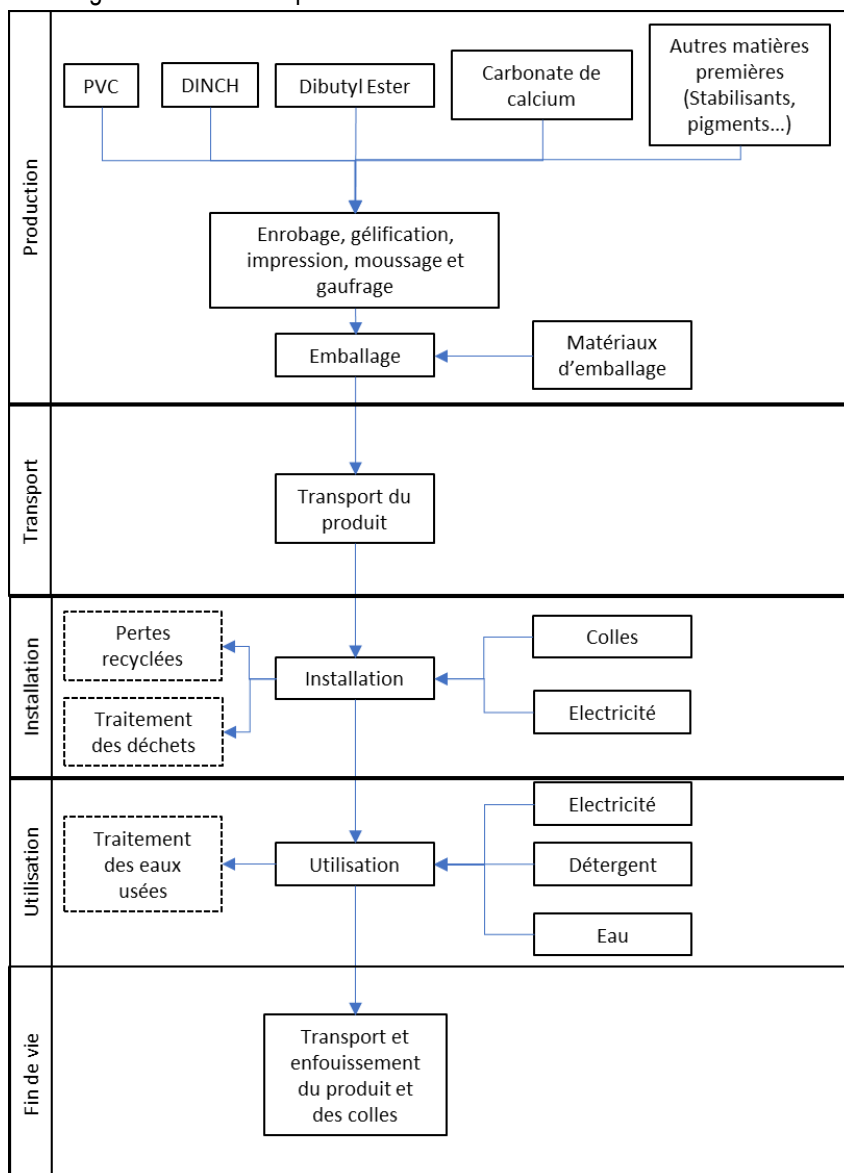 Production
PVC
DINCH
Dibutyl Ester
Carbonate de
calcium
Autres matières
premières
(Stabilisants,
pigments...)
Enrobage, gélification,
impression, moussage et
gaufrage
Emballage
Matériaux
d'emballage
Transport
Transport du
produit
Installation
Pertes
recyclées
Traitement
des déchets
Installation
Colles
Electricité
Utilisation
Traitement
des eaux
usées
Utilisation
Electricité
Détergent
Eau
Fin de vie
Transport et
enfouissement
du produit et
des colles